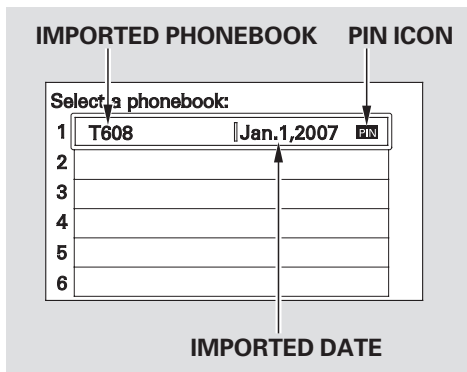 IMPORTED PHONEBOOK PIN ICON
Select a phonebook:
1 T608 Jan.1,2007 PIN
2
3
4
5
6
IMPORTED DATE